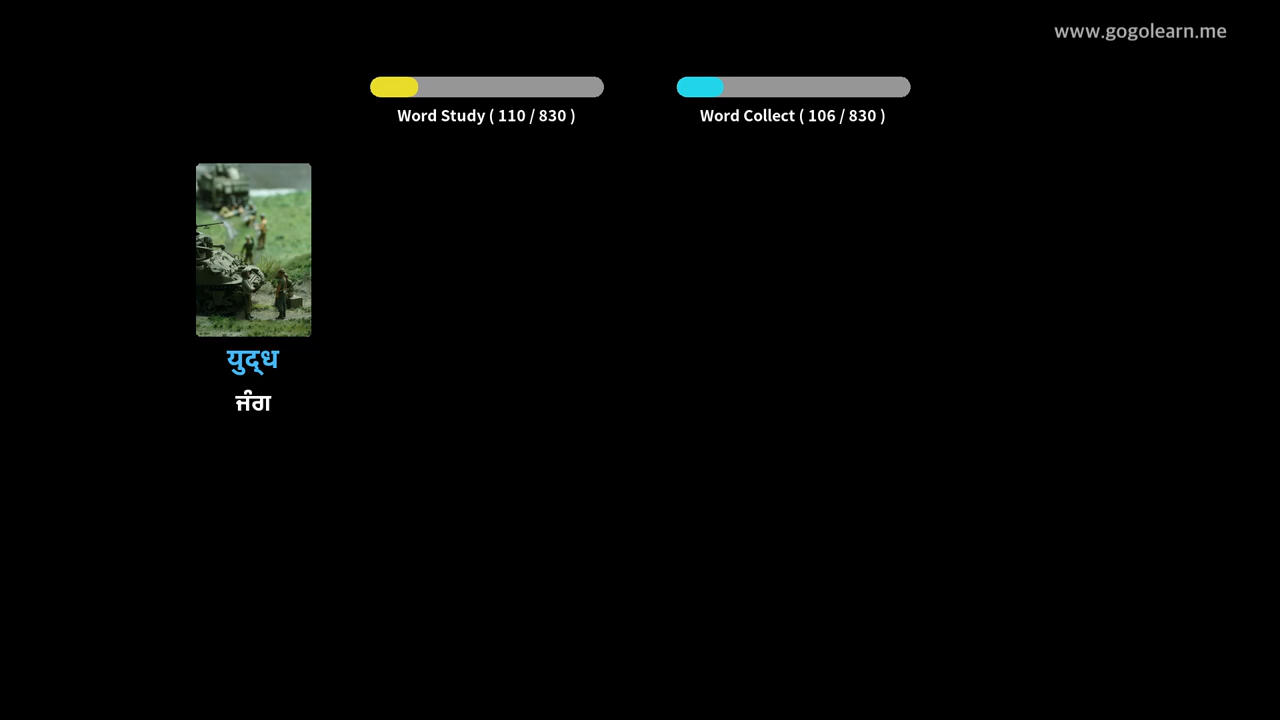 www.gogolearn.me
Word Study ( 110 / 830 )
Word Collect ( 106 / 830 )
युद्ध
ਜੰਗ